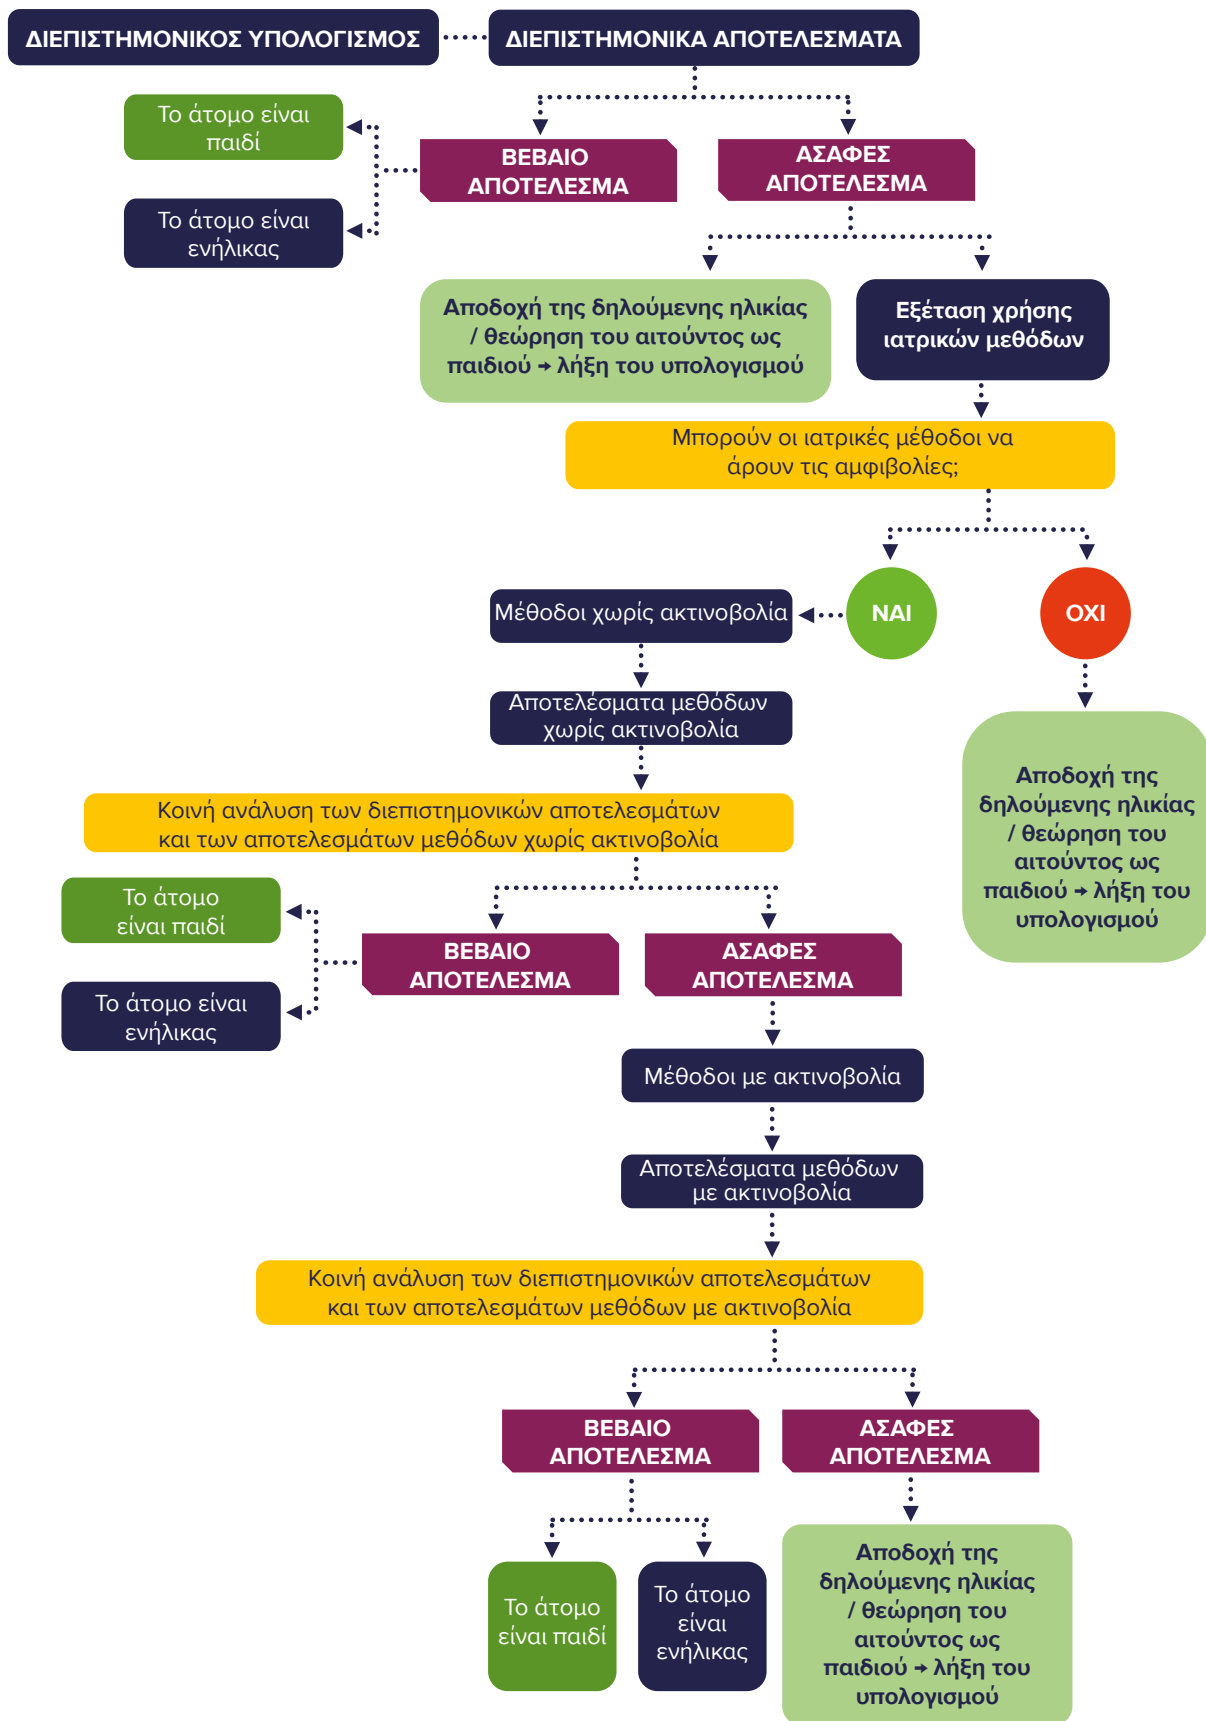 ΔΙΕΠΙΣΤΗΜΟΝΙΚΟΣ ΥΠΟΛΟΓΙΣΜΟΣ
ΔΙΕΠΙΣΤΗΜΟΝΙΚΑ ΑΠΟΤΕΛΕΣΜΑΤΑ
Το άτομο είναι
παιδί
Το άτομο είναι
ενήλικας
ΒΕΒΑΙΟ
ΑΠΟΤΕΛΕΣΜΑ
ΑΣΑΦΕΣ
ΑΠΟΤΕΛΕΣΜΑ
Αποδοχή της δηλούμενης ηλικίας
/ θεώρηση του αιτούντος ως
παιδιού → λήξη του υπολογισμού
Εξέταση χρήσης
ιατρικών μεθόδων
Μπορούν οι ιατρικές μέθοδοι να
άρουν τις αμφιβολίες;
ΝΑΙ
ΟΧΙ
Μέθοδοι χωρίς ακτινοβολία
Αποτελέσματα μεθόδων
χωρίς ακτινοβολία
Αποδοχή της
δηλούμενης ηλικίας
/ θεώρηση του
αιτούντος ως
παιδιού → λήξη του
υπολογισμού
Κοινή ανάλυση των διεπιστημονικών αποτελεσμάτων
και των αποτελεσμάτων μεθόδων χωρίς ακτινοβολία
Το άτομο
είναι παιδί
Το άτομο είναι
ενήλικας
ΒΕΒΑΙΟ
ΑΠΟΤΕΛΕΣΜΑ
ΑΣΑΦΕΣ
ΑΠΟΤΕΛΕΣΜΑ
Μέθοδοι με ακτινοβολία
Αποτελέσματα μεθόδων
με ακτινοβολία
Κοινή ανάλυση των διεπιστημονικών αποτελεσμάτων
και των αποτελεσμάτων μεθόδων με ακτινοβολία
ΒΕΒΑΙΟ
ΑΠΟΤΕΛΕΣΜΑ
ΑΣΑΦΕΣ
ΑΠΟΤΕΛΕΣΜΑ
Το άτομο
είναι παιδί
Το άτομο
είναι
ενήλικας
Αποδοχή της
δηλούμενης ηλικίας
/ θεώρηση του
αιτούντος ως
παιδιού → λήξη του
υπολογισμού